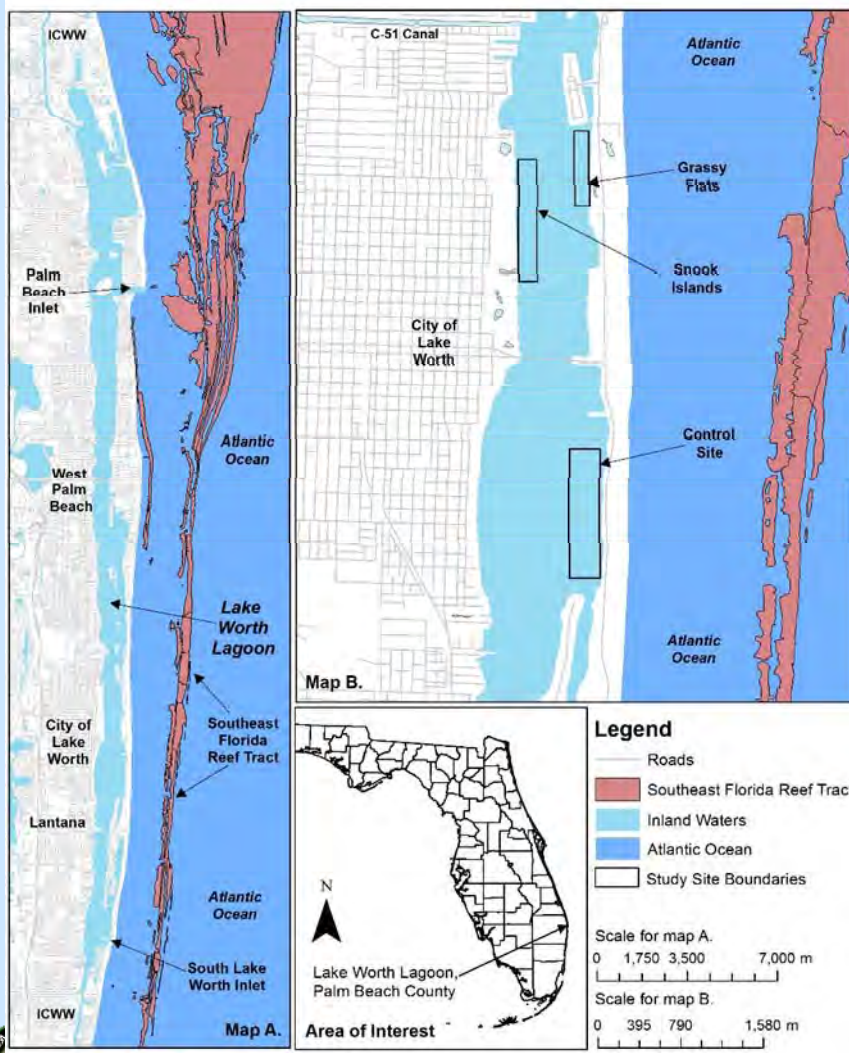 ICWW
Palm
Beach
Inlet
Atlantic
Ocean
West
Palm
Beach
Lake
Worth
Lagoon
City of
Lake
Worth
Southeast
Florida
Reef Tract
Lantana
Atlantic
Ocean
South Lake
Worth Inlet
ICWW
Map A.
C-51 Canal
Atlantic
Ocean
Grassy
Flats
Snook
Islands
City of
Lake
Worth
Control
Site
Atlantic
Ocean
Map B.
N
Lake Worth Lagoon,
Palm Beach County
Area of Interest
Legend
Roads
Southeast Florida Reef Tract
Inland Waters
Atlantic Ocean
Study Site Boundaries
Scale for map A.
0 1,750 3,500 7,000 m
Scale for map B.
0 395 790 1,580 m